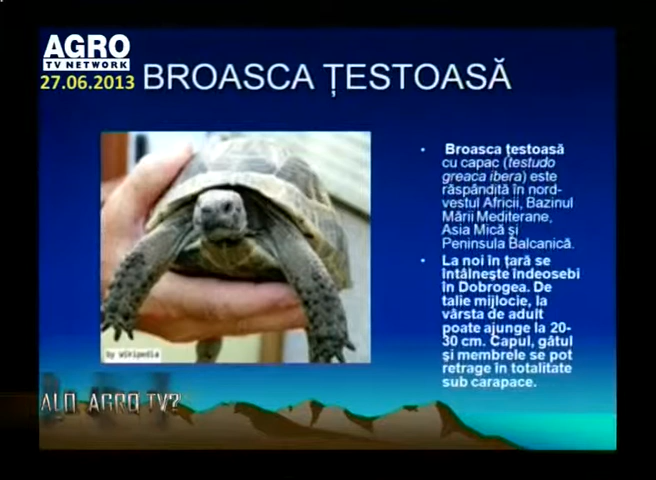 AGRO
TV NETWORK
27.06.2013
BROASCA ȚESTOASĂ
• Broasca țestoasă
cu capac (testudo
greaca ibera) este
răspândită în nord-
vestul Africii, Bazinul
Mării Mediterane,
Asia Mică și
Peninsula Balcanică.
• La noi în țară se
întâlnește îndeosebi
în Dobrogea. De
talie mijlocie, la
vârsta de adult
poate ajunge la 20-
30 cm. Capul, gâtul
și membrele se pot
retrage în totalitate
sub carapace.
by Wikipedia
ALO AGRO TV?